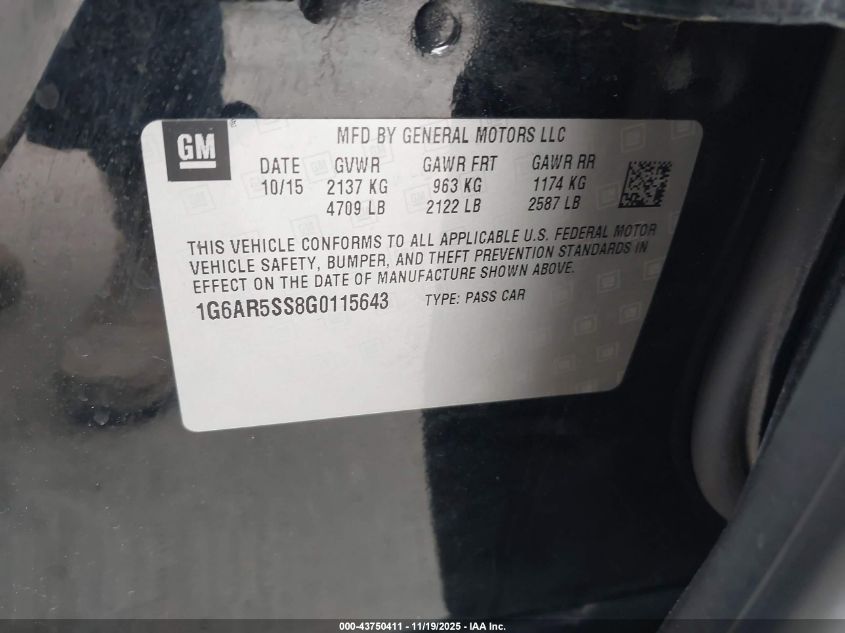 GM
MFD BY GENERAL MOTORS LLC
DATE GVWR GAWR FRT GAWR RR
10/15 2137 KG 963 KG 1174 KG
4709 LB 2122 LB 2587 LB
THIS VEHICLE CONFORMS TO ALL APPLICABLE U.S. FEDERAL MOTOR
VEHICLE SAFETY, BUMPER, AND THEFT PREVENTION STANDARDS IN
EFFECT ON THE DATE OF MANUFACTURE SHOWN ABOVE.
1G6AR5SS8G0115643 TYPE: PASS CAR
000-43750411 - 11/19/2025 - IAA Inc.